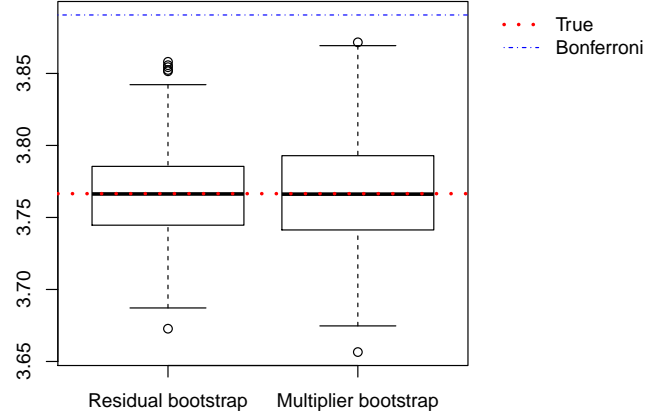 True
Bonferroni
3.85
3.80
3.75
3.70
3.65
Residual bootstrap Multiplier bootstrap